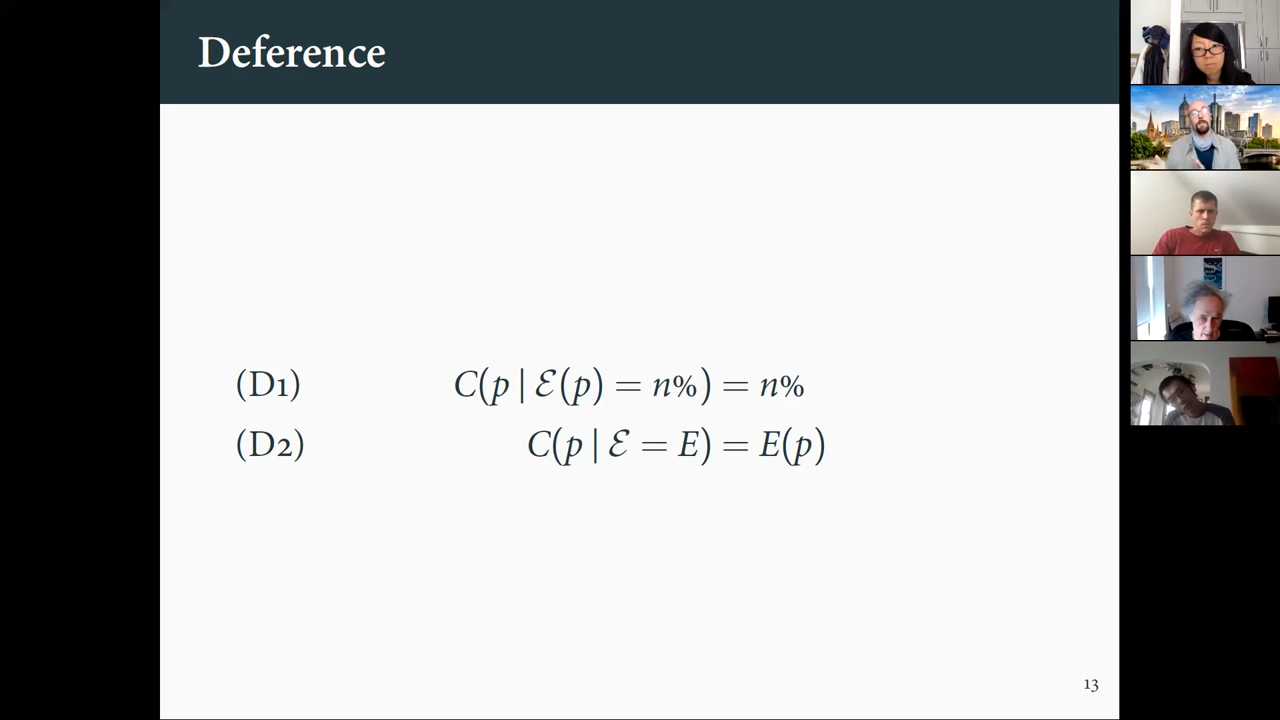 Deference
(D1) C(p | ℰ(p) = n%) = n%
(D2) C(p | ℰ = E) = E(p)
13